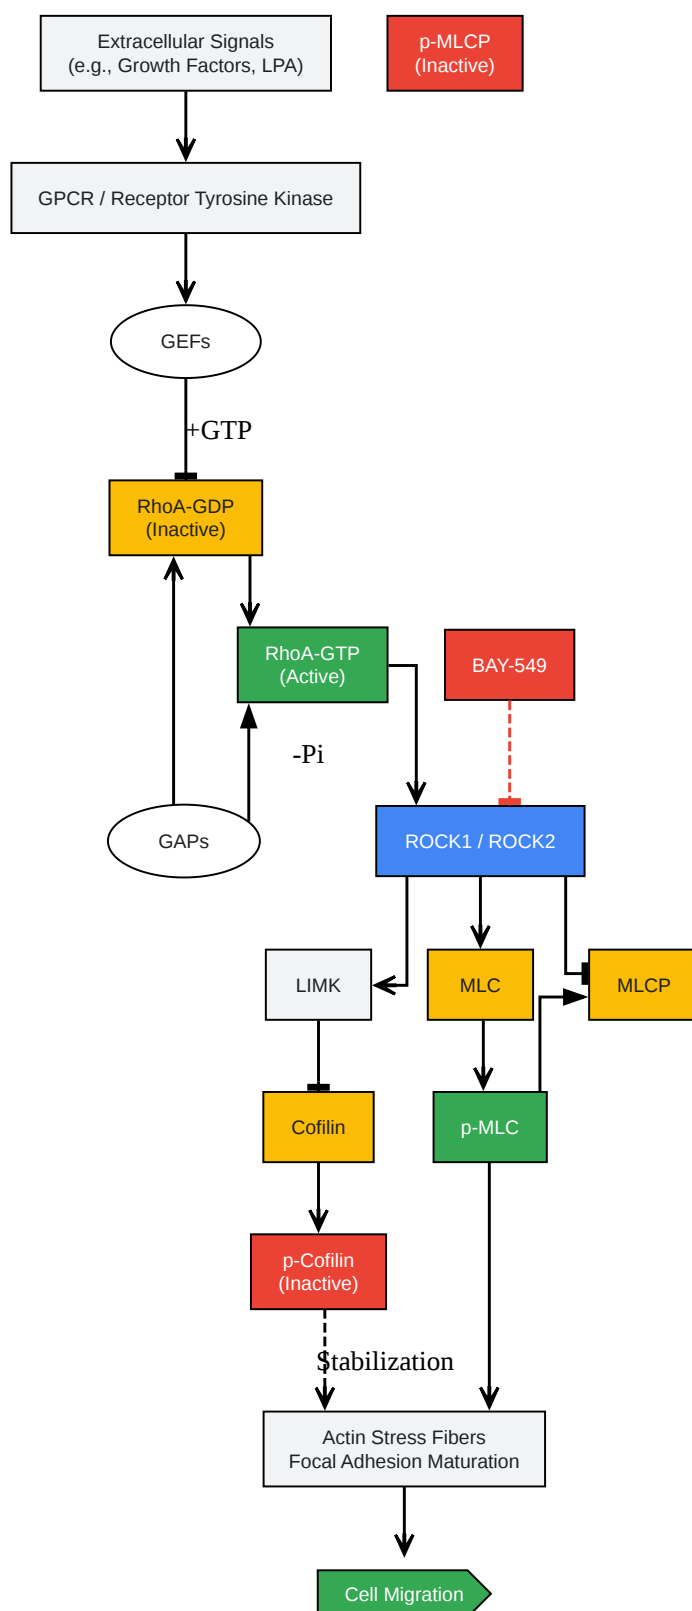 Extracellular Signals
(e.g., Growth Factors, LPA)
p-MLCP
(Inactive)
GPCR / Receptor Tyrosine Kinase
GEFs
+GTP
RhoA-GDP
(Inactive)
RhoA-GTP
(Active)
BAY-549
-Pi
GAPs
ROCK1 / ROCK2
LIMK
MLC
MLCP
Cofilin
p-MLC
p-Cofilin
(Inactive)
Stabilization
Actin Stress Fibers
Focal Adhesion Maturation
Cell Migration